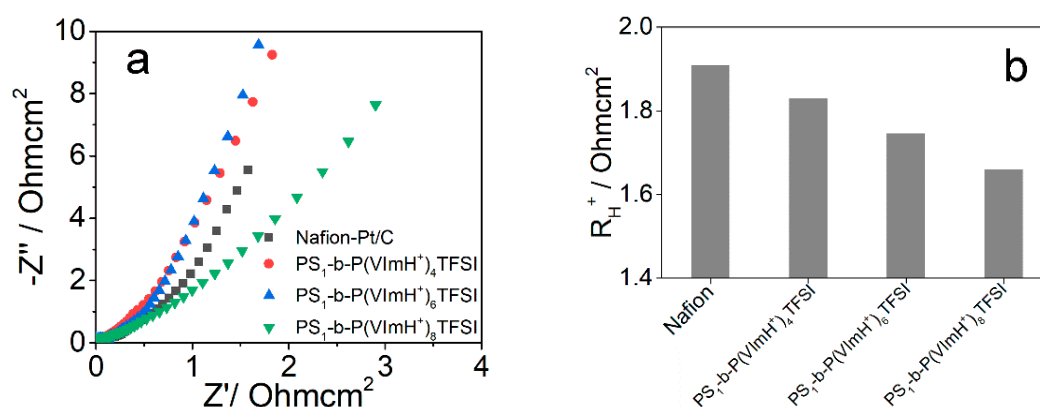 a
10
8
6
4
2
0
-Z″ / Ohmcm²
Nafion-Pt/C
PS₁-b-P(VImH⁺)₄TFSI
PS₁-b-P(VImH⁺)₆TFSI
PS₁-b-P(VImH⁺)₈TFSI
0 1 2 3 4
Z′/ Ohmcm²
b
2.0
1.8
1.6
1.4
R_H⁺ / Ohmcm²
Nafion
PS₁-b-P(VImH⁺)₄TFSI
PS₁-b-P(VImH⁺)₆TFSI
PS₁-b-P(VImH⁺)₈TFSI